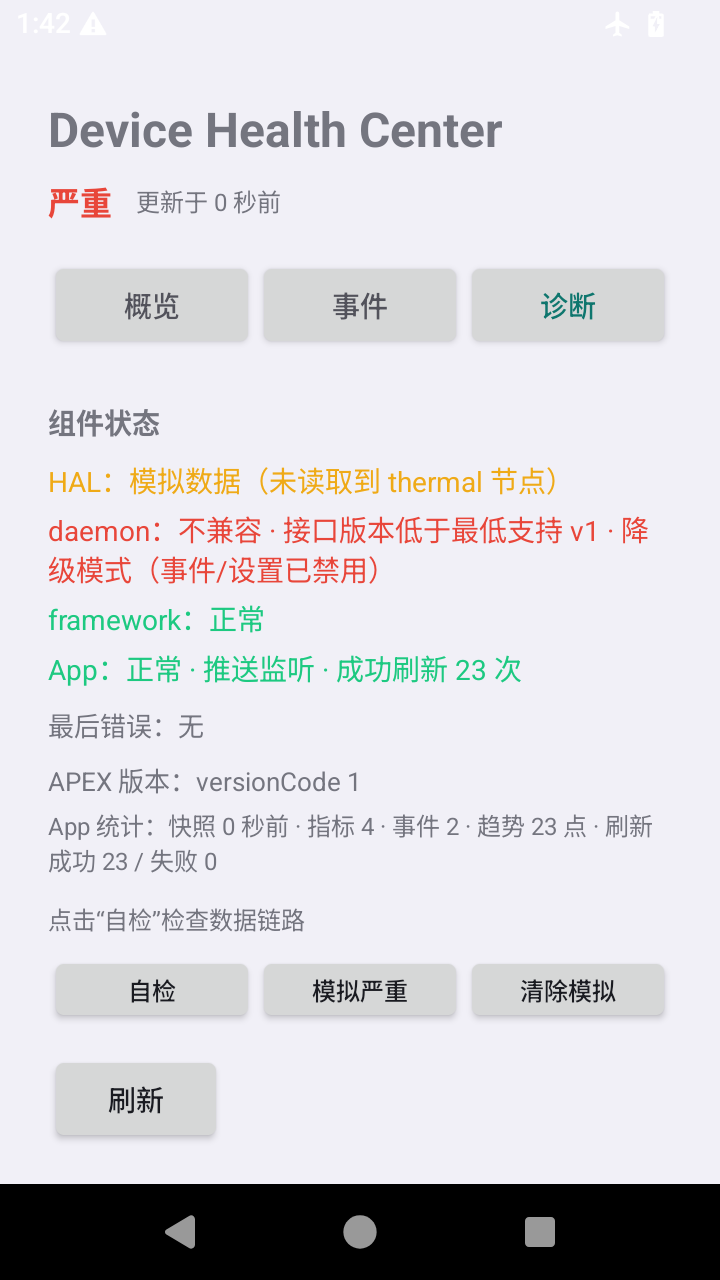 1:42
Device Health Center
严重 更新于 0 秒前
概览 事件 诊断
组件状态
HAL：模拟数据（未读取到 thermal 节点）
daemon：不兼容 · 接口版本低于最低支持 v1 · 降
级模式（事件/设置已禁用）
framework：正常
App：正常 · 推送监听 · 成功刷新 23 次
最后错误：无
APEX 版本：versionCode 1
App 统计：快照 0 秒前 · 指标 4 · 事件 2 · 趋势 23 点 · 刷新
成功 23 / 失败 0
点击“自检”检查数据链路
自检 模拟严重 清除模拟
刷新